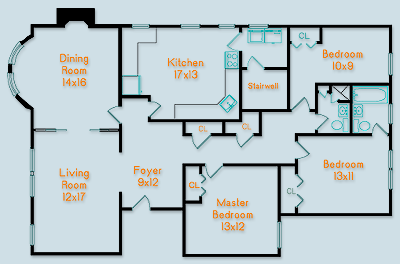 Dining
Room
14x16
Kitchen
17x13
CL
Bedroom
10x9
Stairwell
CL
CL
Living
Room
12x17
Foyer
9x12
CL
Master
Bedroom
13x12
CL
Bedroom
13x11